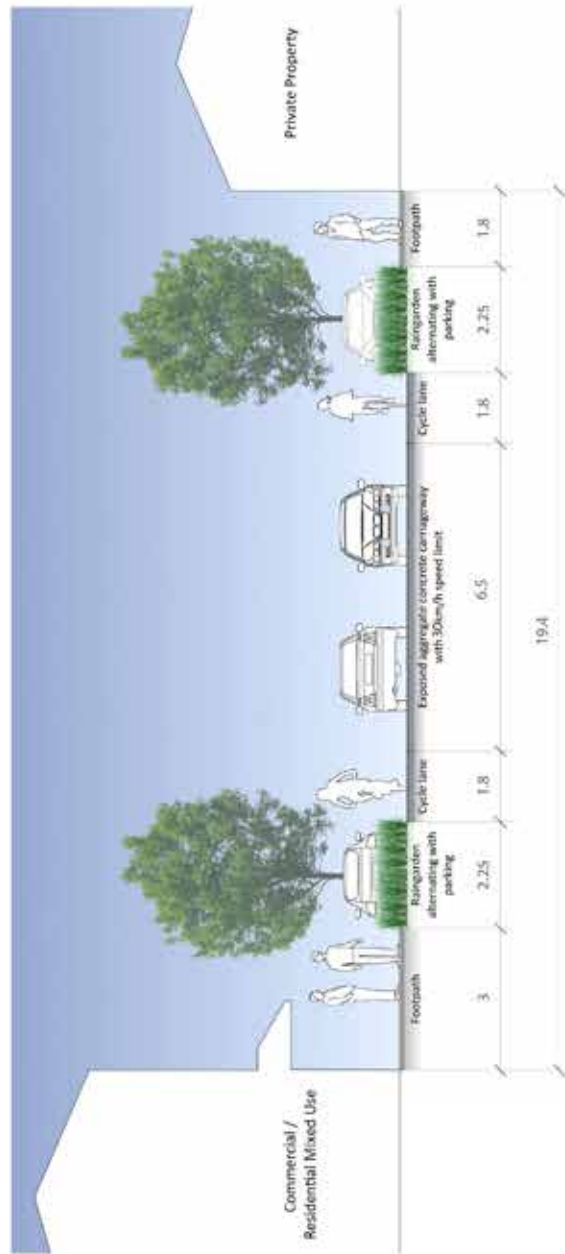 Commercial /
Residential Mixed Use
Private Property
Footpath
Raingarden
alternating with
parking
Cycle lane
Exposed aggregate concrete carriageway
with 30km/h speed limit
Cycle lane
Raingarden
alternating with
parking
Footpath
3
2.25
1.8
6.5
1.8
2.25
1.8
19.4